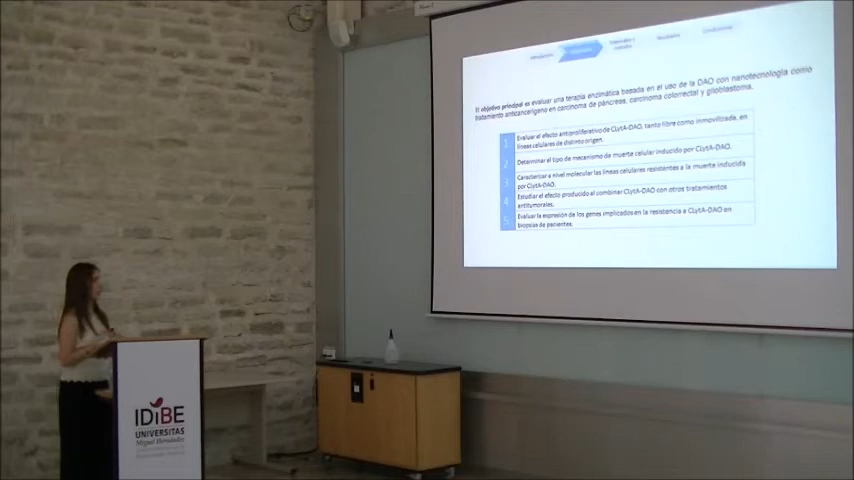 Introducción
Objetivos
Materiales y
métodos
Resultados
Conclusiones
El objetivo principal es evaluar una terapia enzimática basada en el uso de la DAO con nanotecnología como
tratamiento anticancerígeno en carcinoma de páncreas, carcinoma colorrectal y glioblastoma.
1. Evaluar el efecto antiproliferativo de CLytA-DAO, tanto libre como inmovilizada, en
líneas celulares de distinto origen.
2. Determinar el tipo de mecanismo de muerte celular inducido por CLytA-DAO.
3. Caracterizar a nivel molecular las líneas celulares resistentes a la muerte inducida
por CLytA-DAO.
4. Estudiar el efecto producido al combinar CLytA-DAO con otros tratamientos
antitumorales.
5. Evaluar la expresión de los genes implicados en la resistencia a CLytA-DAO en
biopsias de pacientes.
IDiBE
UNIVERSITAS
Miguel Hernández